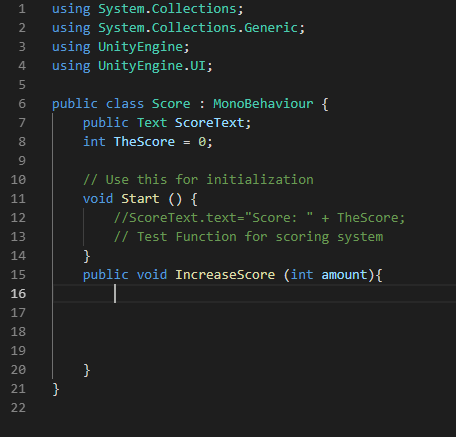 1 using System.Collections;
2 using System.Collections.Generic;
3 using UnityEngine;
4 using UnityEngine.UI;
5
6 public class Score : MonoBehaviour {
7     public Text ScoreText;
8     int TheScore = 0;
9
10     // Use this for initialization
11     void Start () {
12         //ScoreText.text="Score: " + TheScore;
13         // Test Function for scoring system
14     }
15     public void IncreaseScore (int amount){
16
17
18
19
20     }
21 }
22